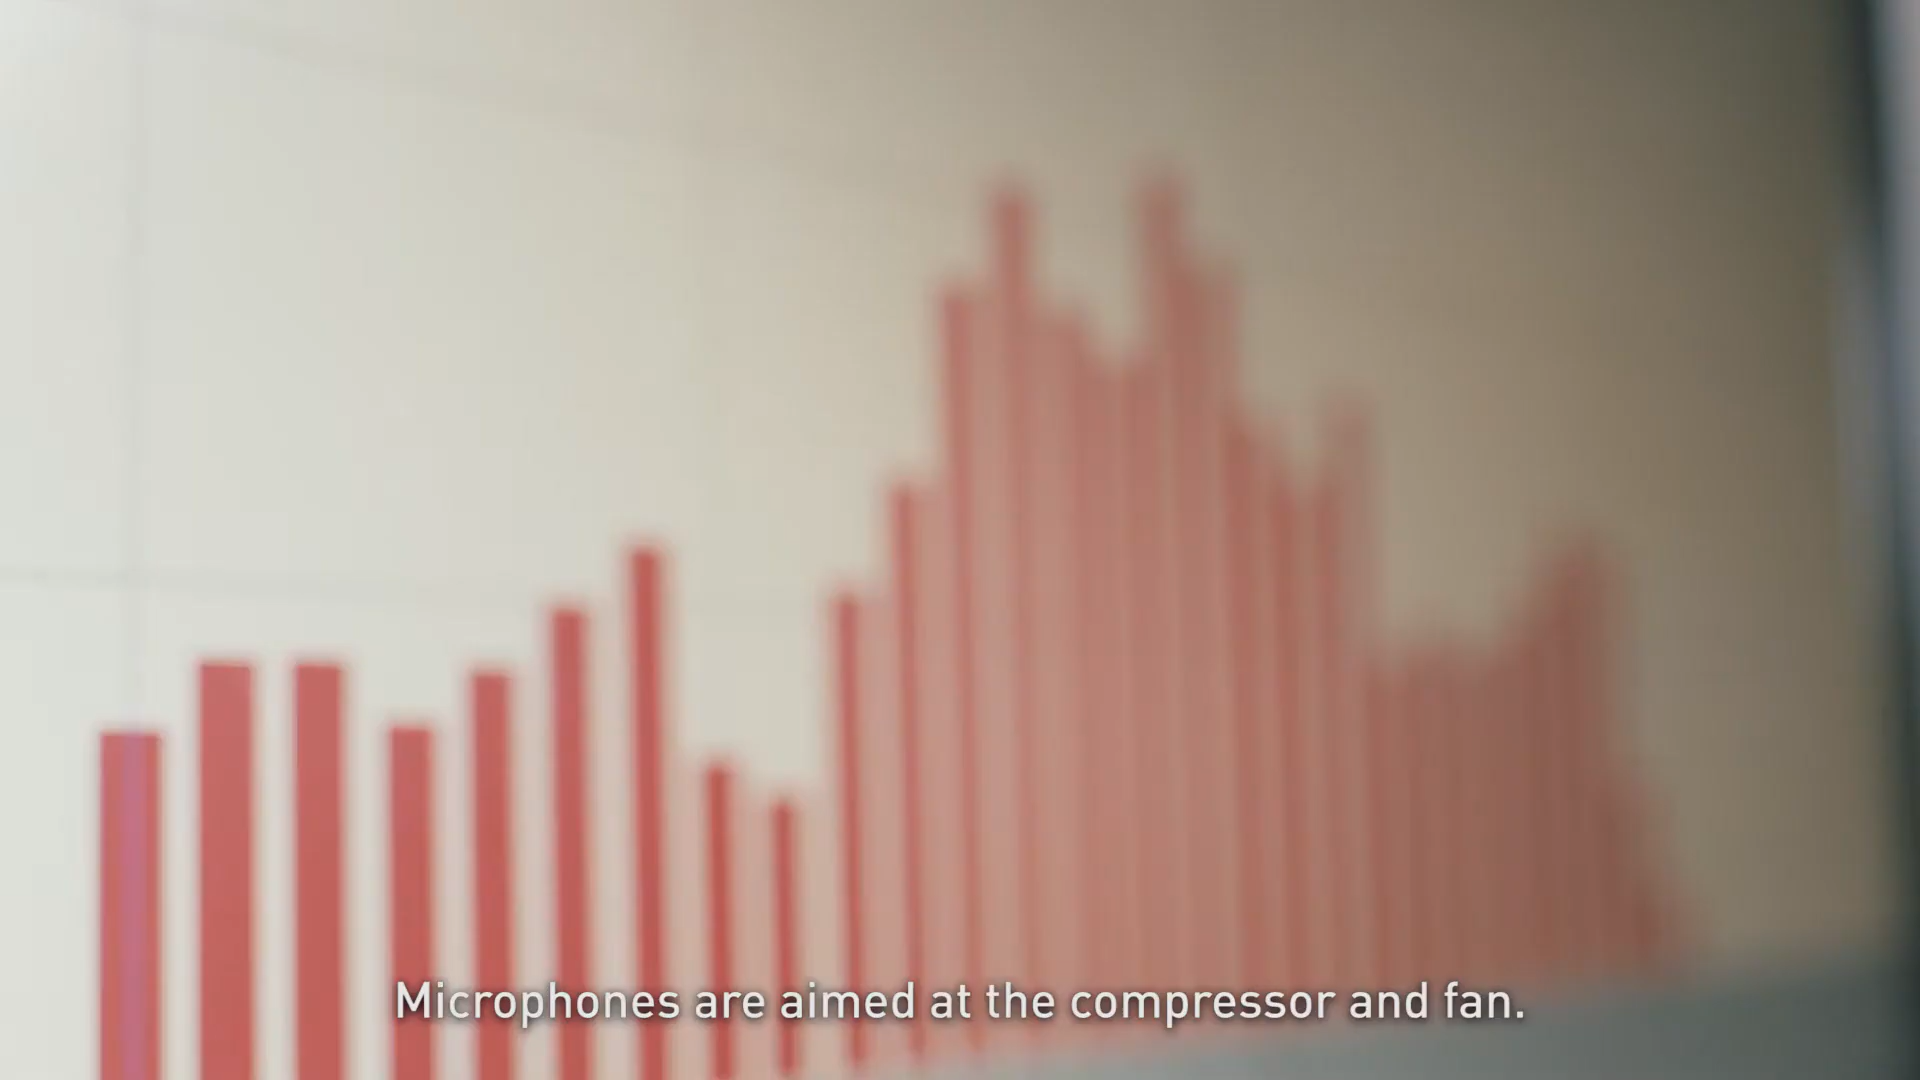 Microphones are aimed at the compressor and fan.